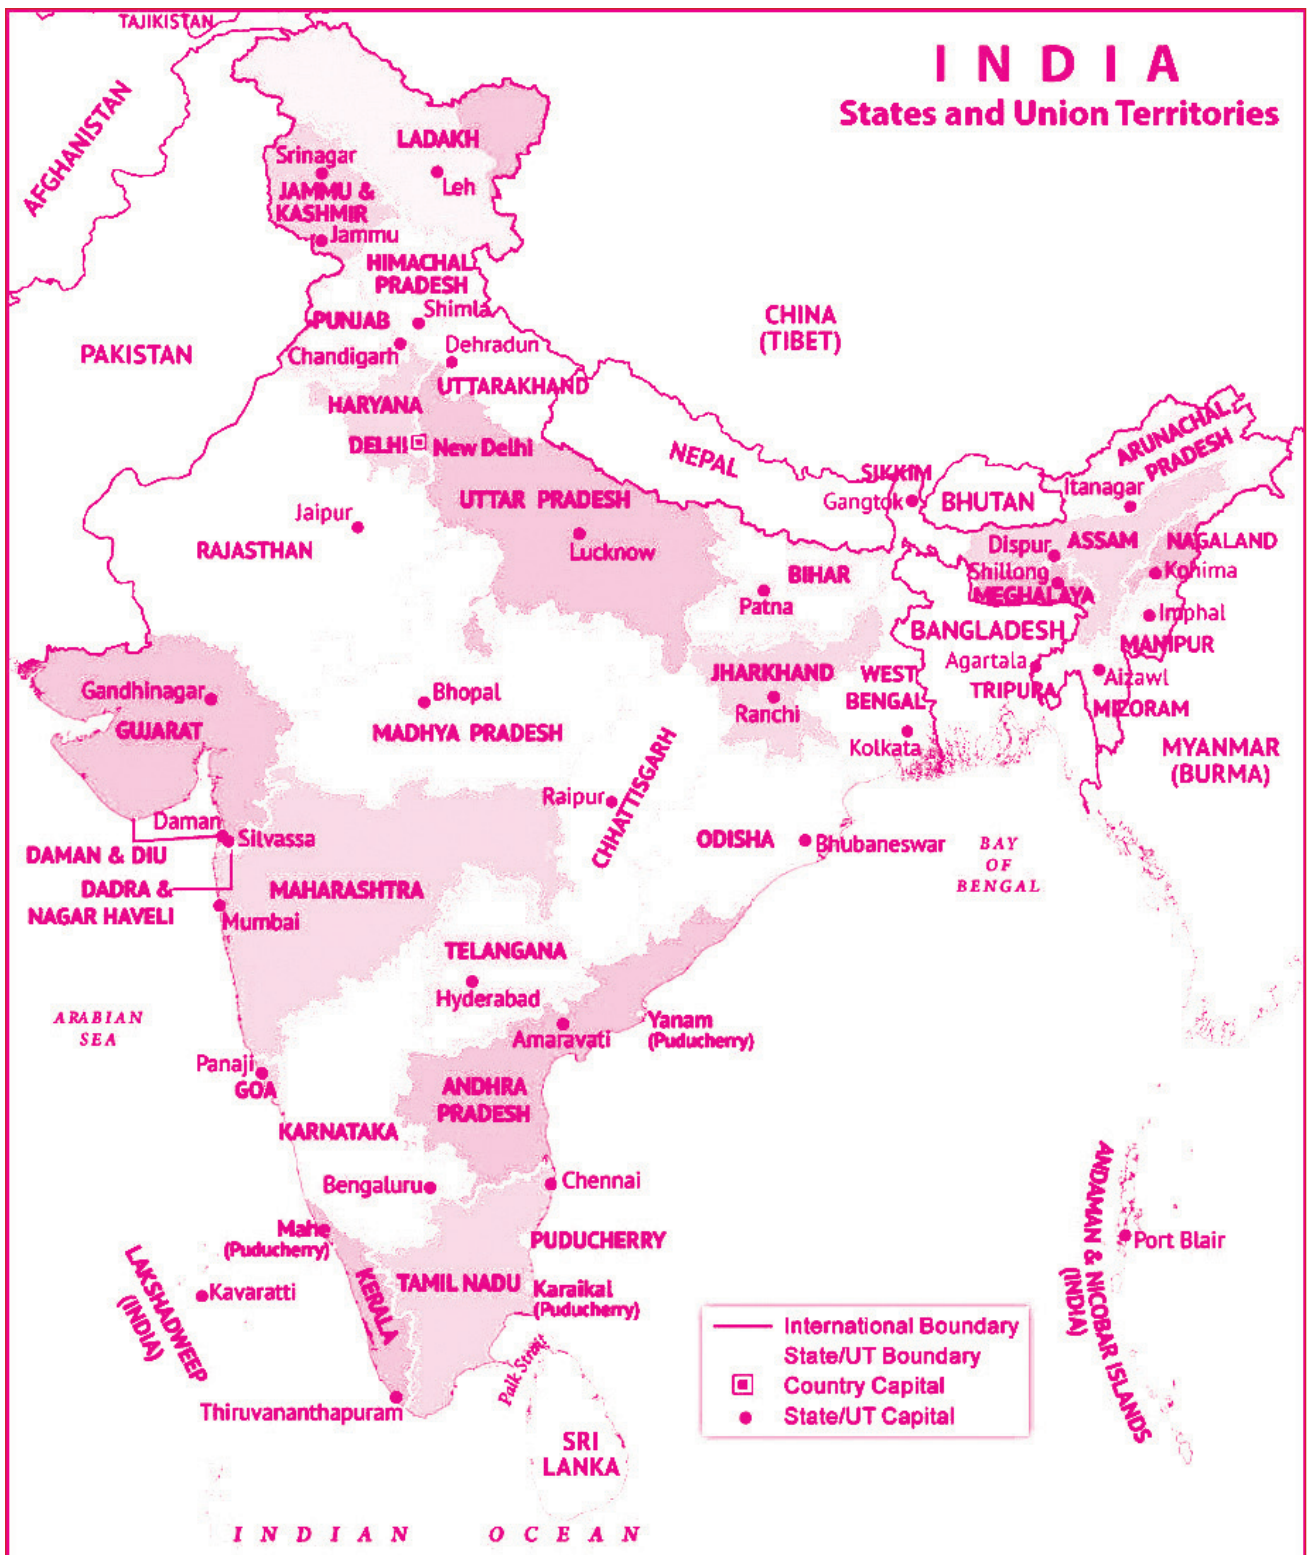 TAJIKISTAN
I N D I A
States and Union Territories
AFGHANISTAN
LADAKH
Srinagar
Leh
JAMMU &
KASHMIR
Jammu
HIMACHAL
PRADESH
Shimla
PUNJAB
CHINA
(TIBET)
PAKISTAN
Chandigarh
Dehradun
UTTARAKHAND
HARYANA
DELHI
New Delhi
NEPAL
SIKKIM
Gangtok
BHUTAN
ARUNACHAL
PRADESH
Itanagar
UTTAR PRADESH
Jaipur
Lucknow
RAJASTHAN
Dispur
ASSAM
NAGALAND
Shillong
Kohima
MEGHALAYA
BIHAR
Patna
Imphal
BANGLADESH
MANIPUR
Agartala
TRIPURA
Aizawl
MIZORAM
JHARKHAND
Ranchi
WEST
BENGAL
Kolkata
Gandhinagar
GUJARAT
Bhopal
MADHYA PRADESH
MYANMAR
(BURMA)
CHHATTISGARH
Raipur
Daman
Silvassa
DAMAN & DIU
DADRA &
NAGAR HAVELI
MAHARASHTRA
Mumbai
ODISHA
Bhubaneswar
BAY
OF
BENGAL
TELANGANA
Hyderabad
ARABIAN
SEA
Amaravati
Yanam
(Puducherry)
Panaji
GOA
ANDHRA
PRADESH
KARNATAKA
Bengaluru
Chennai
Mahe
(Puducherry)
PUDUCHERRY
LAKSHADWEEP
(INDIA)
Kavaratti
KERALA
TAMIL NADU
Karaikal
(Puducherry)
ANDAMAN & NICOBAR ISLANDS
(INDIA)
Port Blair
Palk Strait
Thiruvananthapuram
SRI
LANKA
International Boundary
State/UT Boundary
Country Capital
State/UT Capital
I N D I A N O C E A N